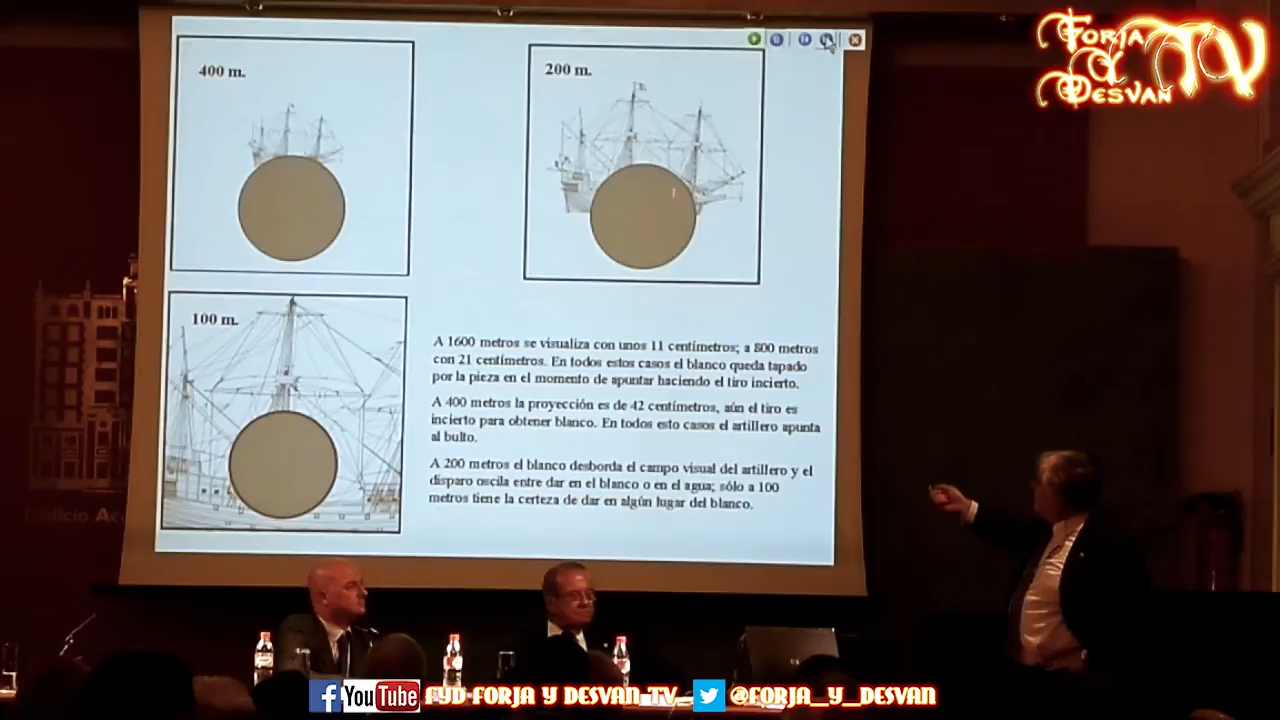 400 m.
200 m.
100 m.
A 1600 metros se visualiza con unos 11 centímetros; a 800 metros
con 21 centímetros. En todos estos casos el blanco queda tapado
por la pieza en el momento de apuntar haciendo el tiro incierto.
A 400 metros la proyección es de 42 centímetros, aún el tiro es
incierto para obtener blanco. En todos esto casos el artillero apunta
al bulto.
A 200 metros el blanco desborda el campo visual del artillero y el
disparo oscila entre dar en el blanco o en el agua; sólo a 100
metros tiene la certeza de dar en algún lugar del blanco.
Forja
Y
Desván
TV
f YouTube FYD FORJA Y DESVAN TV @FORJA_Y_DESVAN